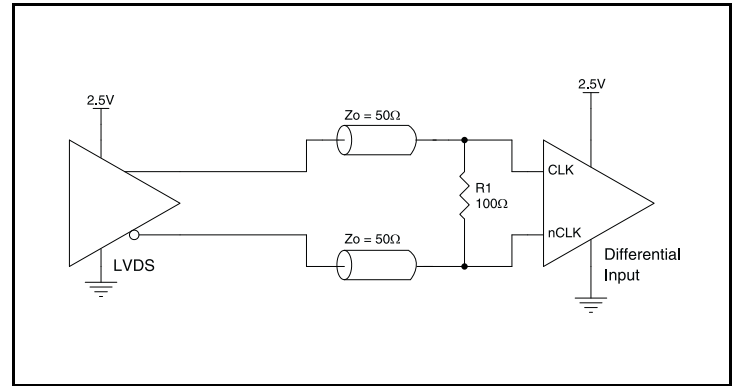 2.5V
2.5V
Zo = 50Ω
CLK
R1
100Ω
nCLK
Zo = 50Ω
LVDS
Differential
Input